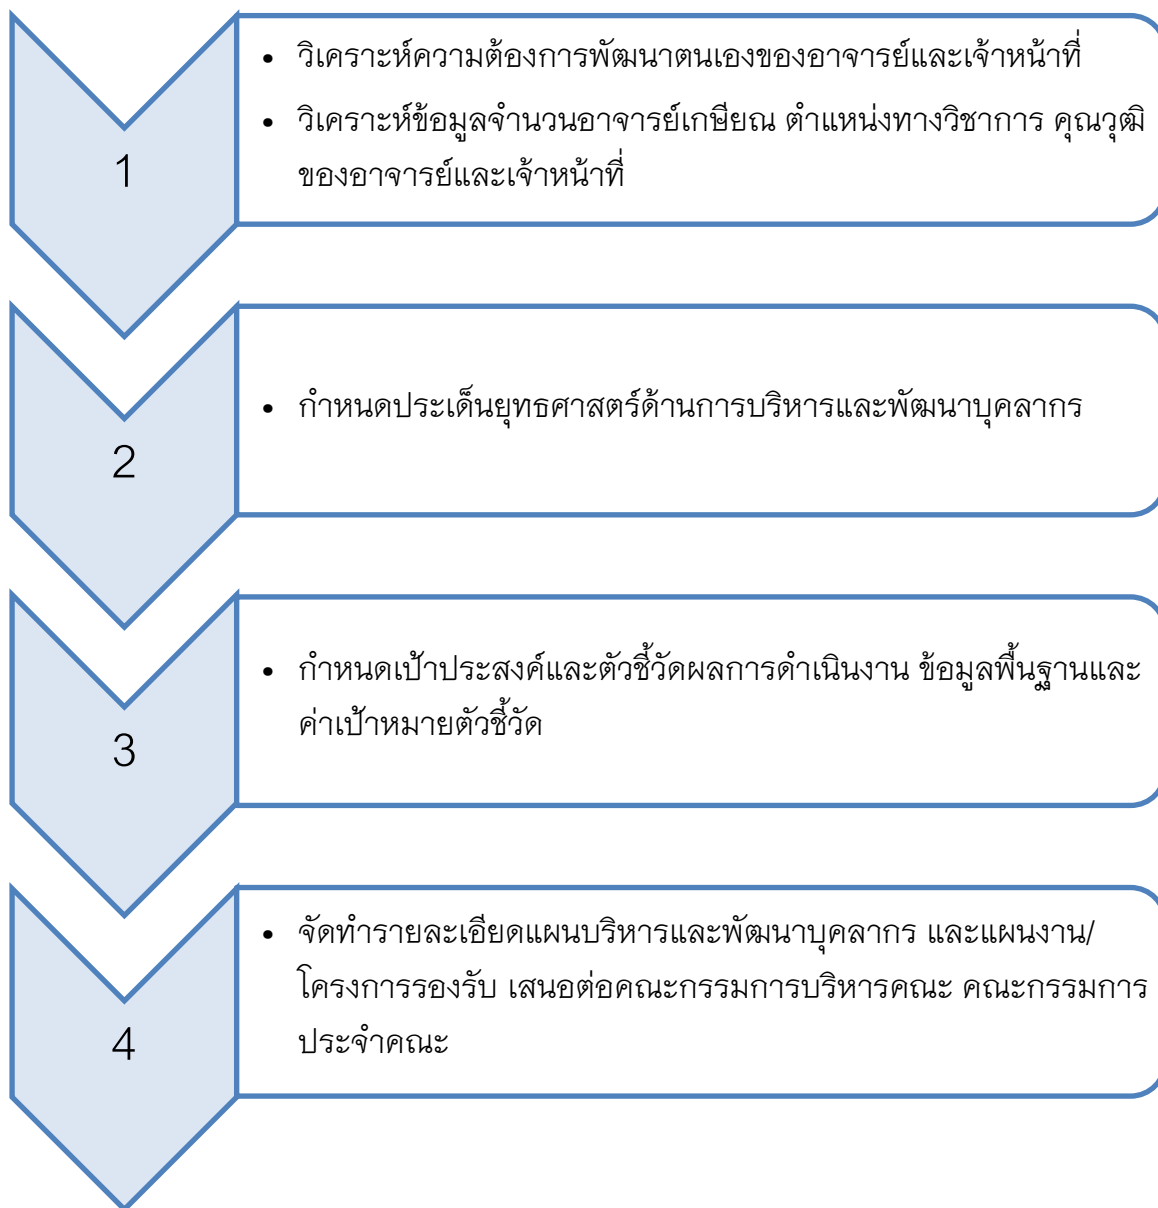 1
• วิเคราะห์ความต้องการพัฒนาตนเองของอาจารย์และเจ้าหน้าที่
• วิเคราะห์ข้อมูลจำนวนอาจารย์เกษียณ ตำแหน่งทางวิชาการ คุณวุฒิ
ของอาจารย์และเจ้าหน้าที่
2
• กำหนดประเด็นยุทธศาสตร์ด้านการบริหารและพัฒนาบุคลากร
3
• กำหนดเป้าประสงค์และตัวชี้วัดผลการดำเนินงาน ข้อมูลพื้นฐานและ
ค่าเป้าหมายตัวชี้วัด
4
• จัดทำรายละเอียดแผนบริหารและพัฒนาบุคลากร และแผนงาน/
โครงการรองรับ เสนอต่อคณะกรรมการบริหารคณะ คณะกรรมการ
ประจำคณะ